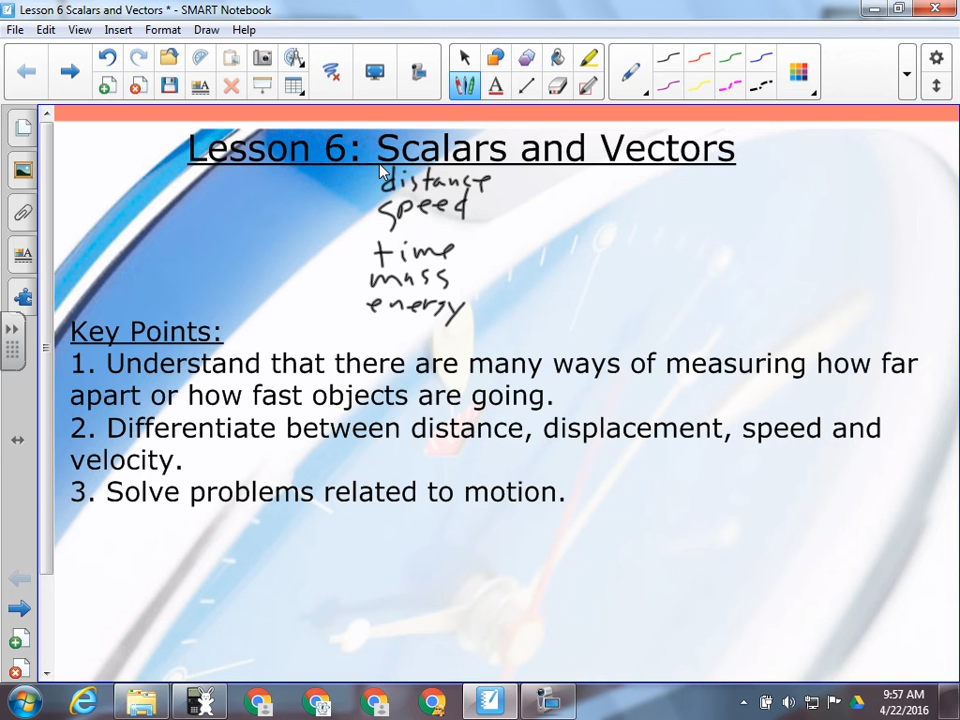 Lesson 6 Scalars and Vectors * - SMART Notebook
File Edit View Insert Format Draw Help
Lesson 6: Scalars and Vectors
distance
speed
time
mass
energy
Key Points:
1. Understand that there are many ways of measuring how far
apart or how fast objects are going.
2. Differentiate between distance, displacement, speed and
velocity.
3. Solve problems related to motion.
9:57 AM
4/22/2016